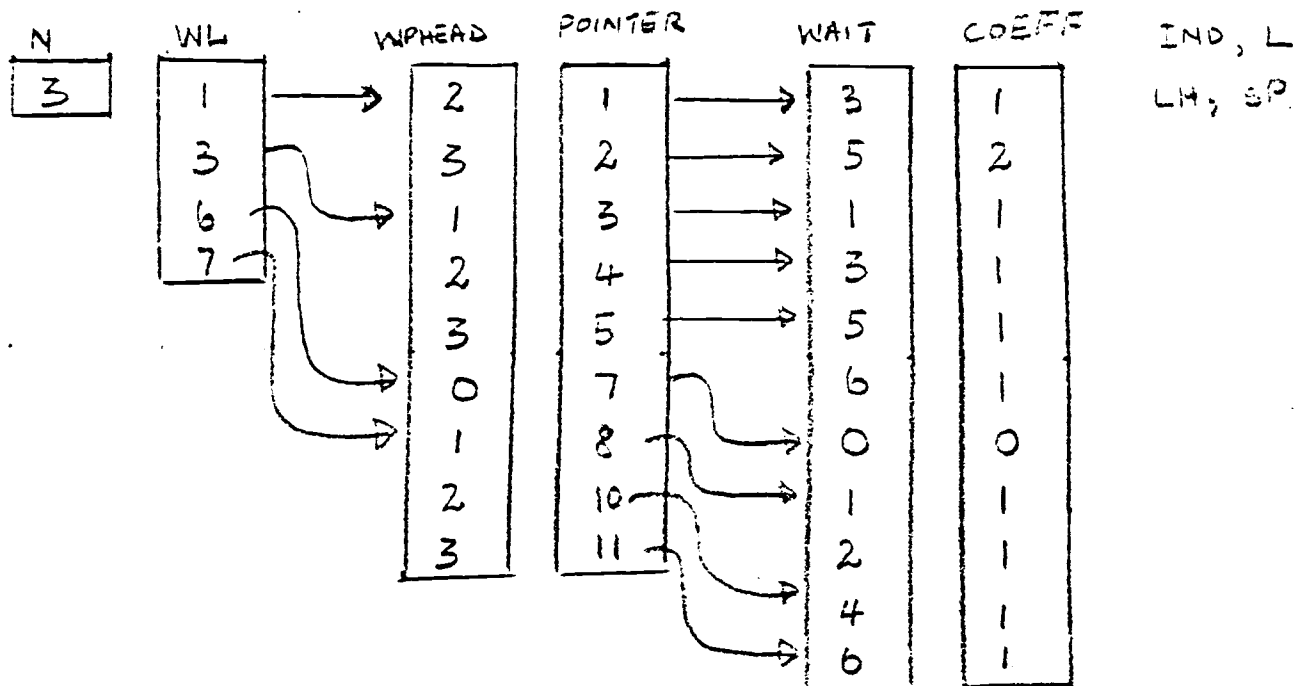 N WL WPHEAD POINTER WAIT COEFF IND, L
3 1 2 1 3 1 LH, SP.
3 3 2 5 2
6 1 3 1 1
7 2 4 3 1
3 5 5 1
0 7 6 1
1 8 0 0
2 10 1 1
3 11 2 1
4 1
6 1